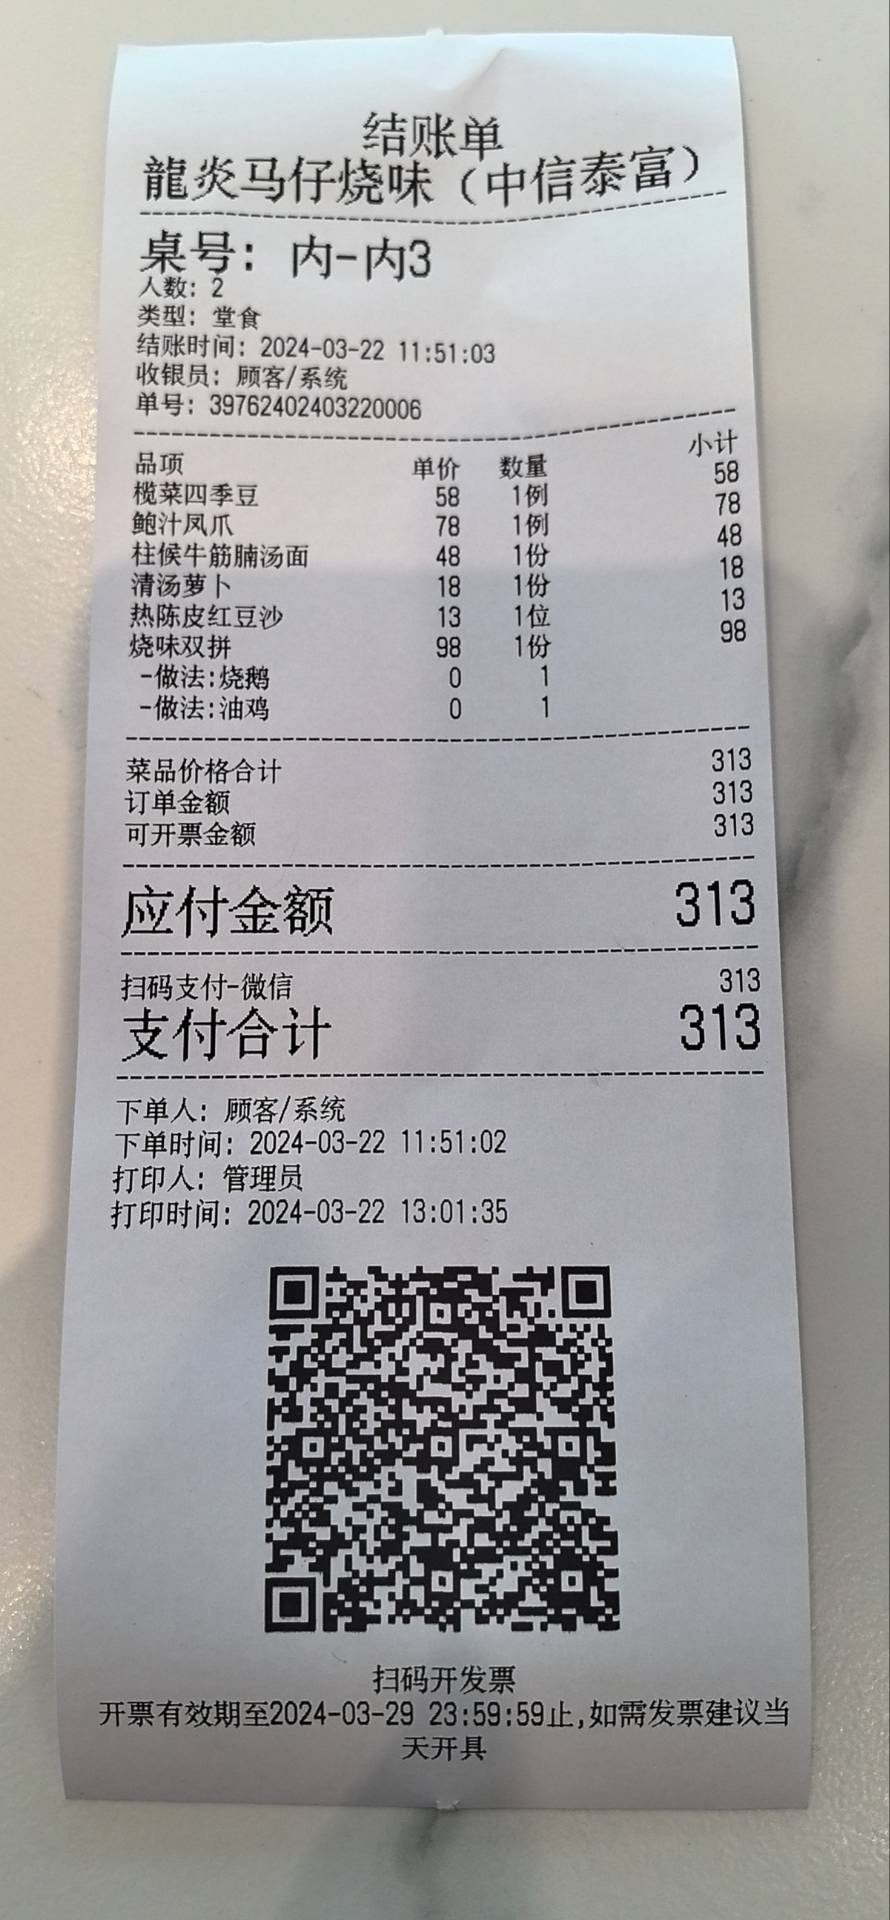 结账单
龍炎马仔烧味（中信泰富）
桌号: 内-内3
人数: 2
类型: 堂食
结账时间: 2024-03-22 11:51:03
收银员: 顾客/系统
单号: 39762402403220006
品项 单价 数量 小计
榄菜四季豆 58 1例 58
鲍汁凤爪 78 1例 78
柱候牛筋腩汤面 48 1份 48
清汤萝卜 18 1份 18
热陈皮红豆沙 13 1位 13
烧味双拼 98 1份 98
-做法:烧鹅 0 1
-做法:油鸡 0 1
菜品价格合计 313
订单金额 313
可开票金额 313
应付金额 313
扫码支付-微信 313
支付合计 313
下单人: 顾客/系统
下单时间: 2024-03-22 11:51:02
打印人: 管理员
打印时间: 2024-03-22 13:01:35
扫码开发票
开票有效期至2024-03-29 23:59:59止,如需发票建议当
天开具